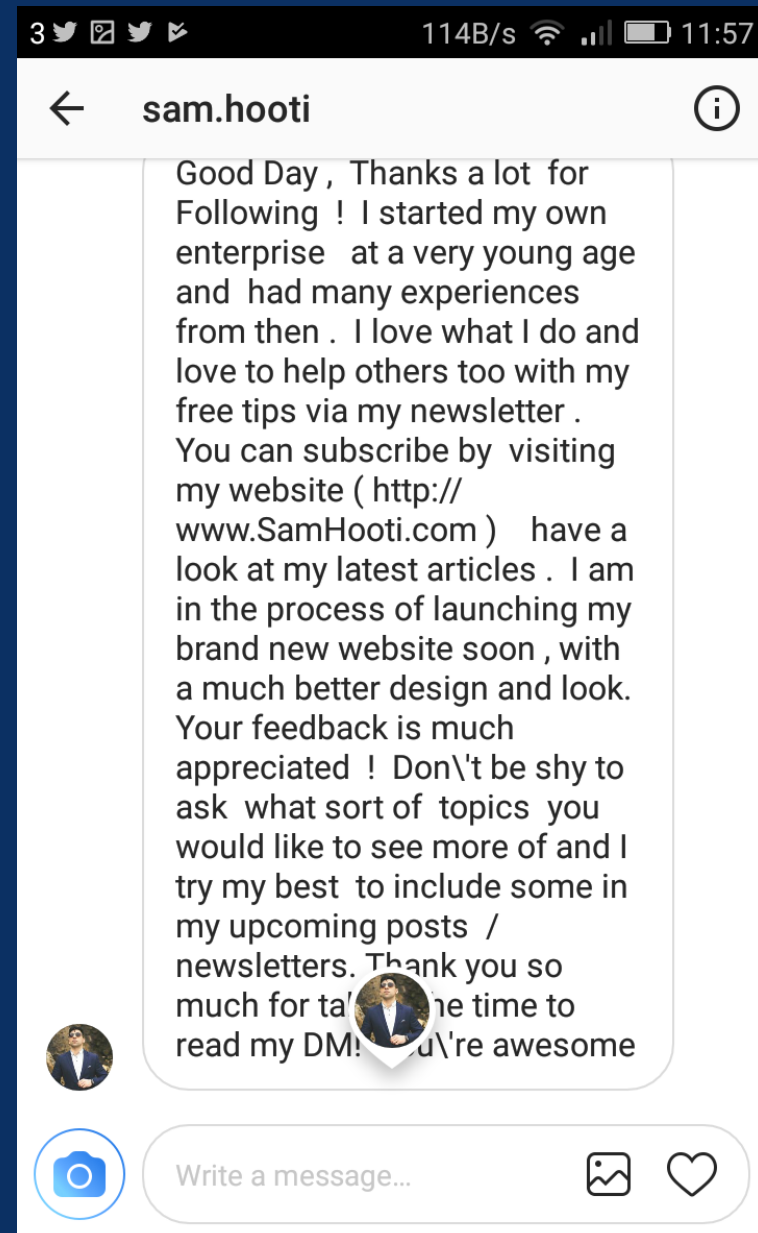 3 114B/s 11:57
sam.hooti
Good Day , Thanks a lot for
Following ! I started my own
enterprise at a very young age
and had many experiences
from then . I love what I do and
love to help others too with my
free tips via my newsletter .
You can subscribe by visiting
my website ( http://
www.SamHooti.com ) have a
look at my latest articles . I am
in the process of launching my
brand new website soon , with
a much better design and look.
Your feedback is much
appreciated ! Don\'t be shy to
ask what sort of topics you
would like to see more of and I
try my best to include some in
my upcoming posts /
newsletters. Thank you so
much for time to
read my DM! \'re awesome
Write a message...